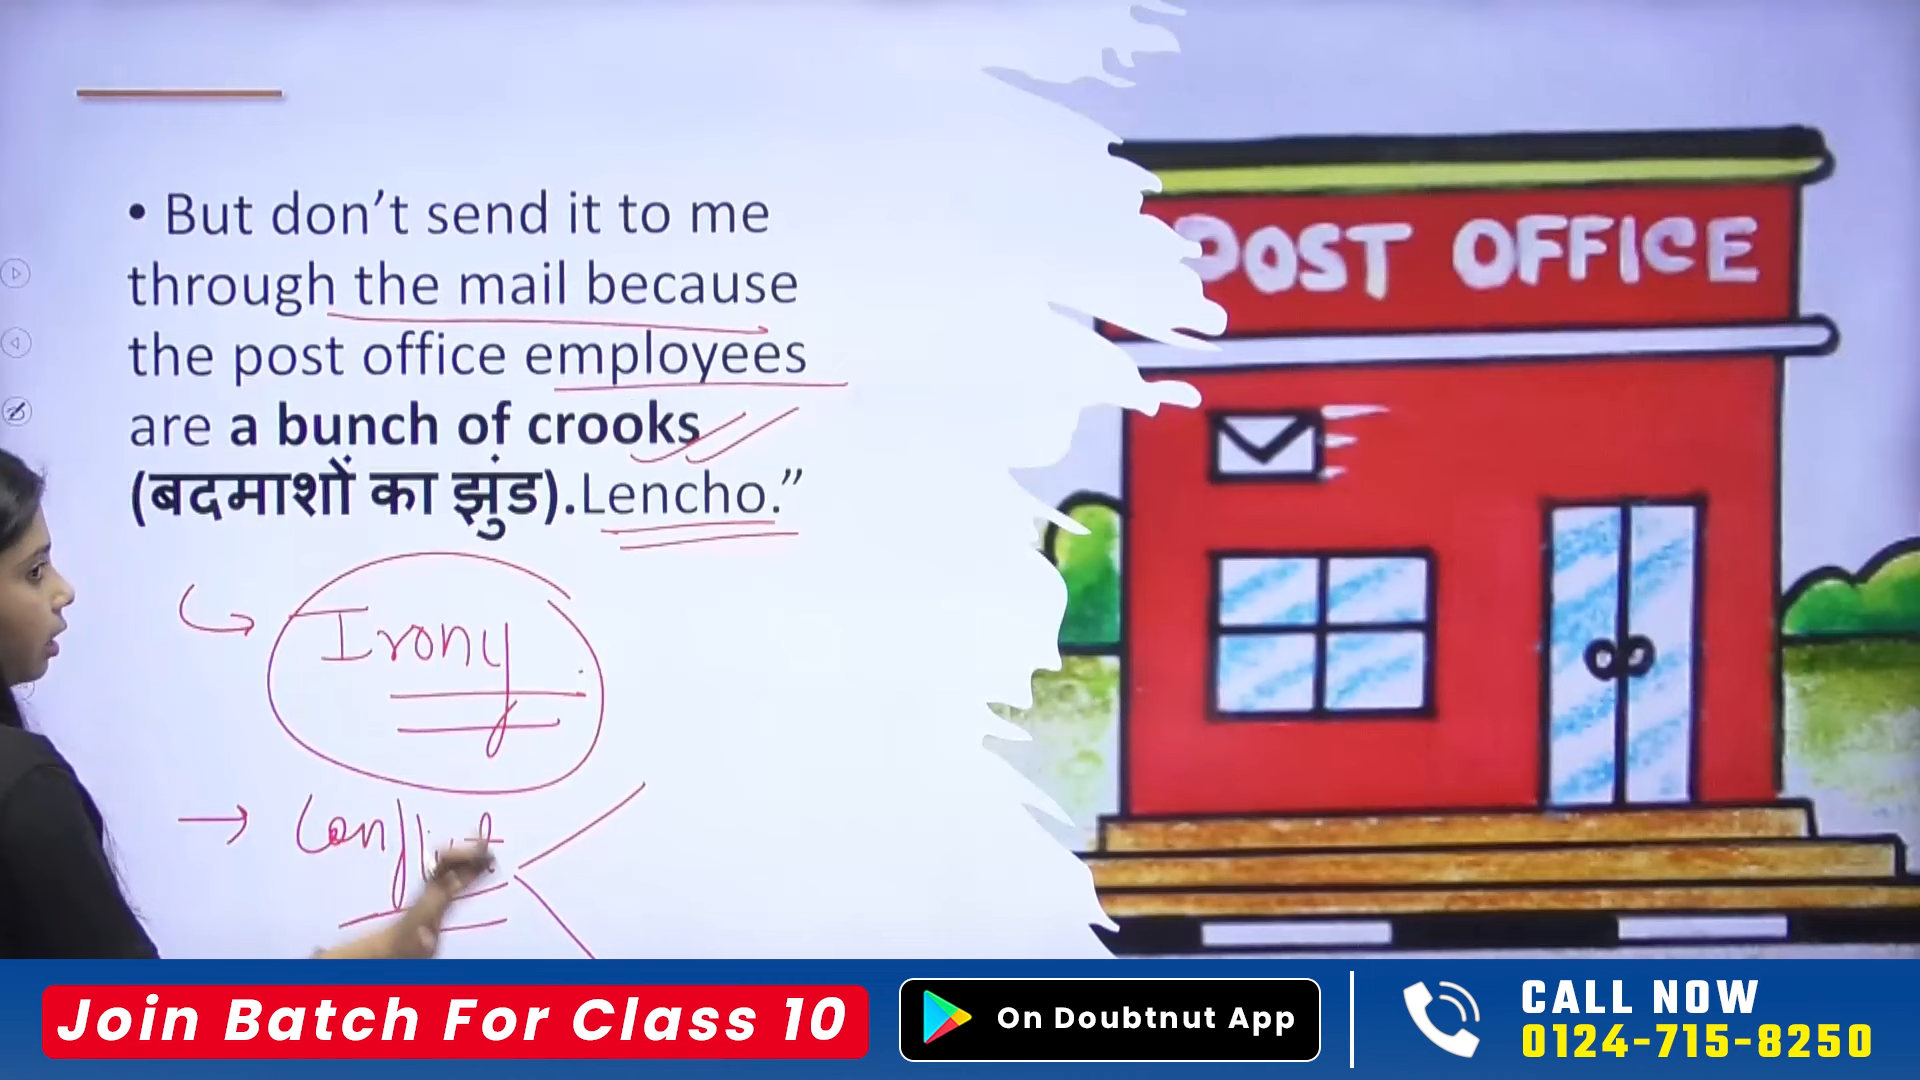 • But don’t send it to me
through the mail because
the post office employees
are a bunch of crooks
(बदमाशों का झुंड).Lencho.”
Irony
Conflict
POST OFFICE
Join Batch For Class 10
On Doubtnut App
CALL NOW
0124-715-8250